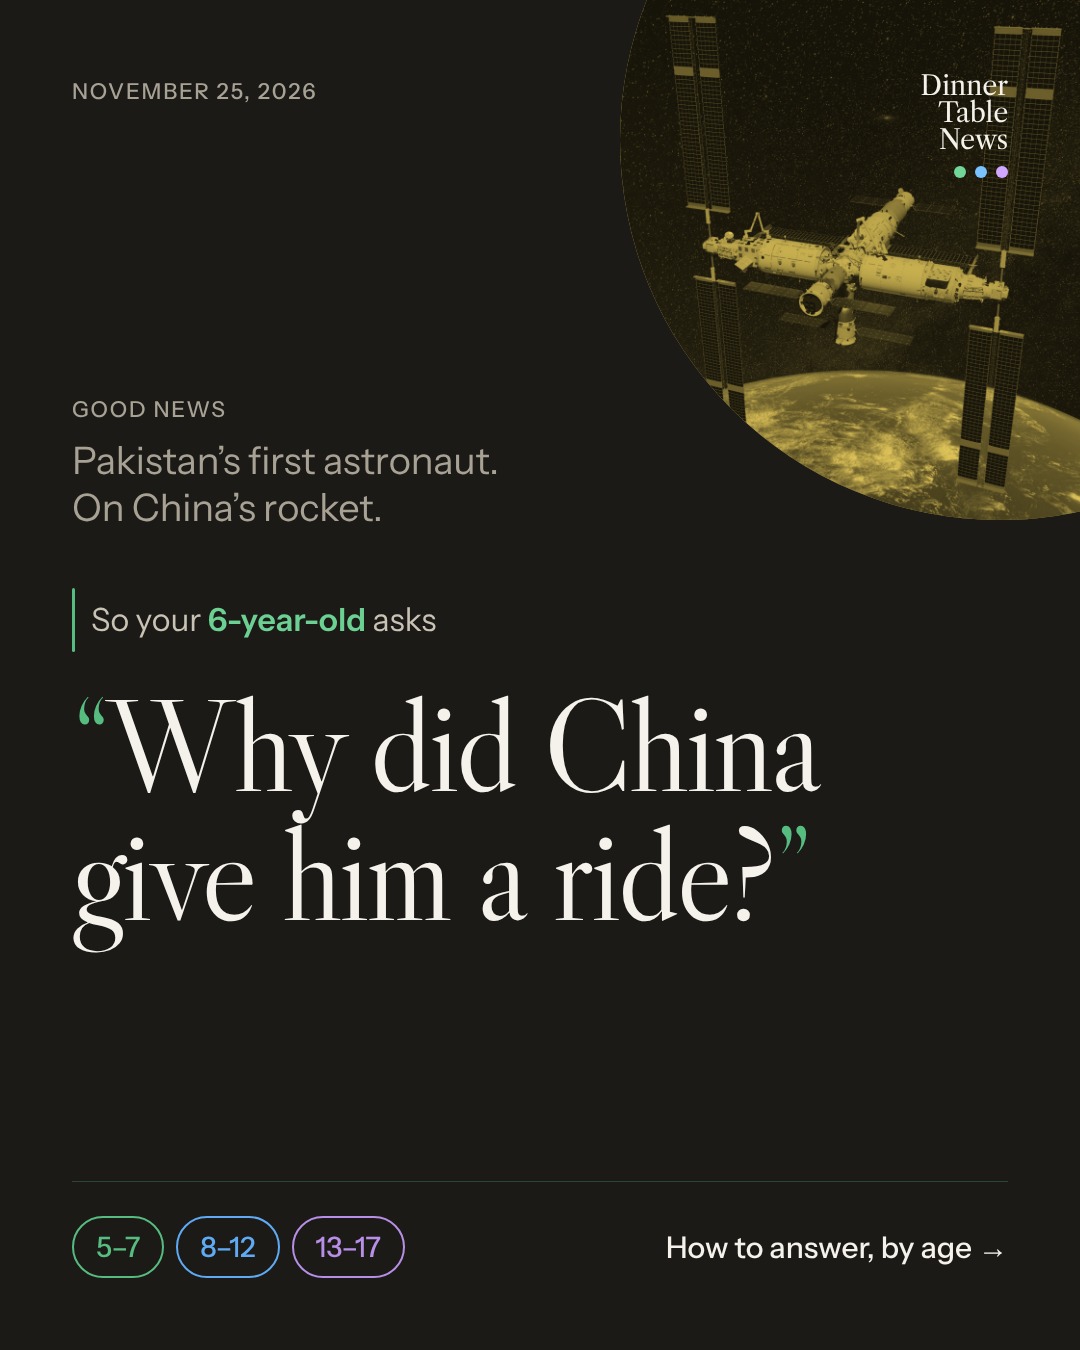 NOVEMBER 25, 2026
Dinner
Table
News
GOOD NEWS
Pakistan’s first astronaut.
On China’s rocket.
So your 6-year-old asks
“Why did China
give him a ride?”
5–7
8–12
13–17
How to answer, by age →